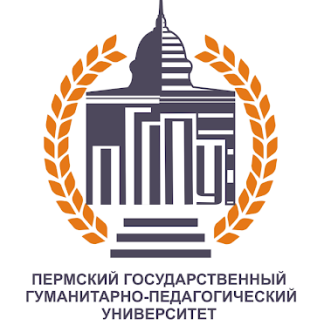 ПГГПУ
ПЕРМСКИЙ ГОСУДАРСТВЕННЫЙ
ГУМАНИТАРНО-ПЕДАГОГИЧЕСКИЙ
УНИВЕРСИТЕТ